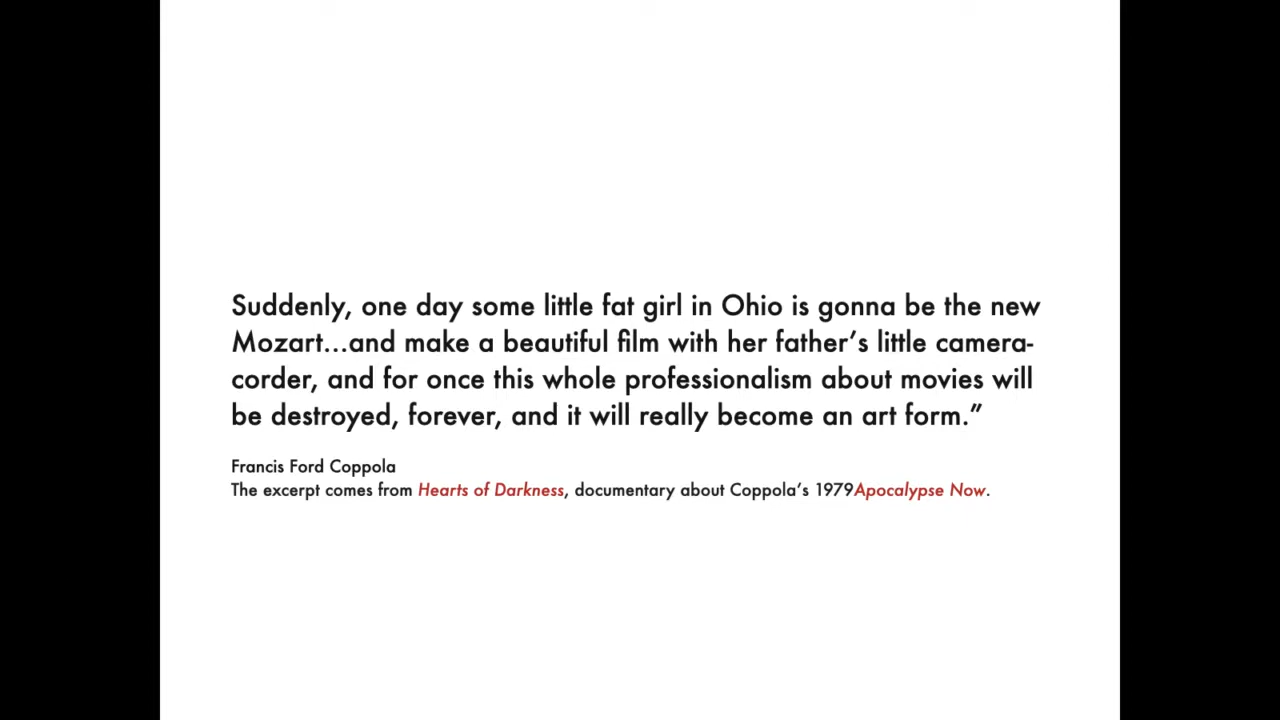 Suddenly, one day some little fat girl in Ohio is gonna be the new
Mozart...and make a beautiful film with her father’s little camera-
corder, and for once this whole professionalism about movies will
be destroyed, forever, and it will really become an art form.”
Francis Ford Coppola
The excerpt comes from Hearts of Darkness, documentary about Coppola’s 1979Apocalypse Now.